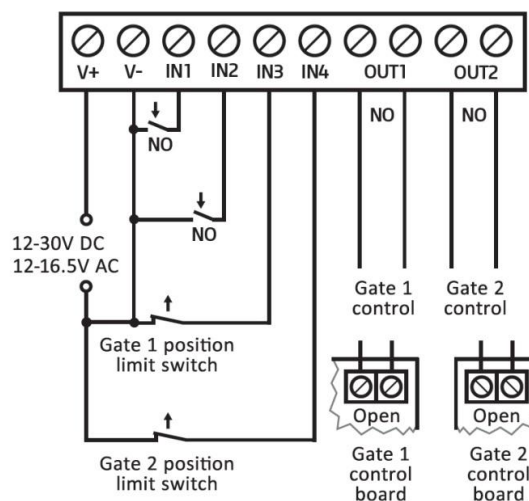 V+ V- IN1 IN2 IN3 IN4 OUT1 OUT2
NO
NO
NO
NO
12-30V DC
12-16.5V AC
Gate 1 position
limit switch
Gate 2 position
limit switch
Gate 1
control
Gate 2
control
Open
Open
Gate 1
control
board
Gate 2
control
board